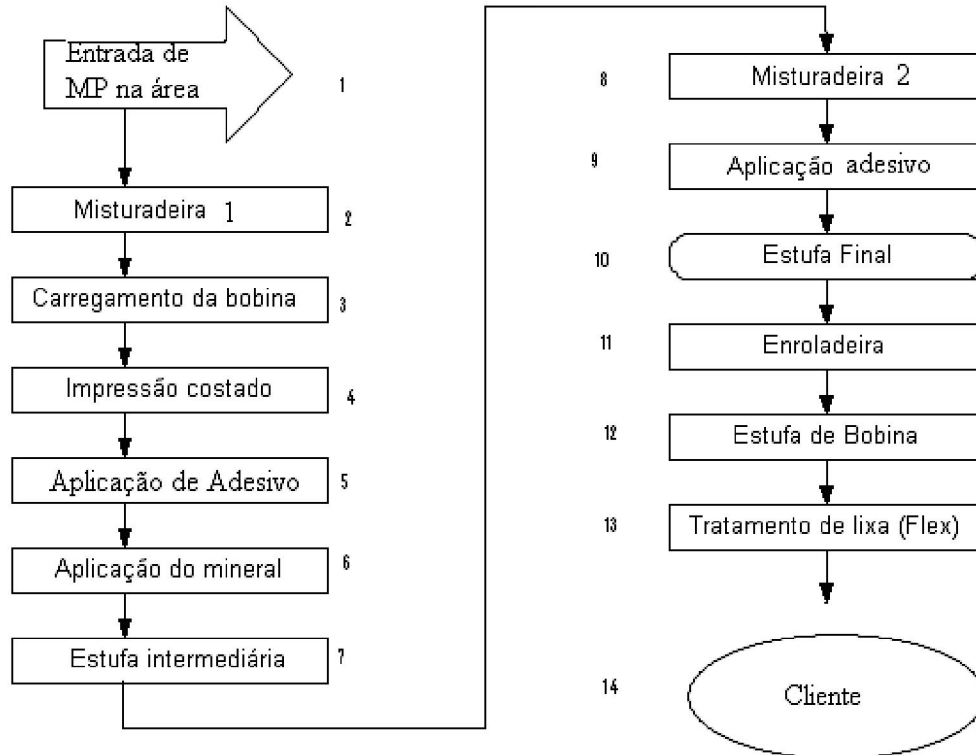 Entrada de
MP na área
1
Misturadeira 1
2
Carregamento da bobina
3
Impressão costado
4
Aplicação de Adesivo
5
Aplicação do mineral
6
Estufa intermediária
7
8
Misturadeira 2
9
Aplicação adesivo
10
Estufa Final
11
Enroladeira
12
Estufa de Bobina
13
Tratamento de lixa (Flex)
14
Cliente